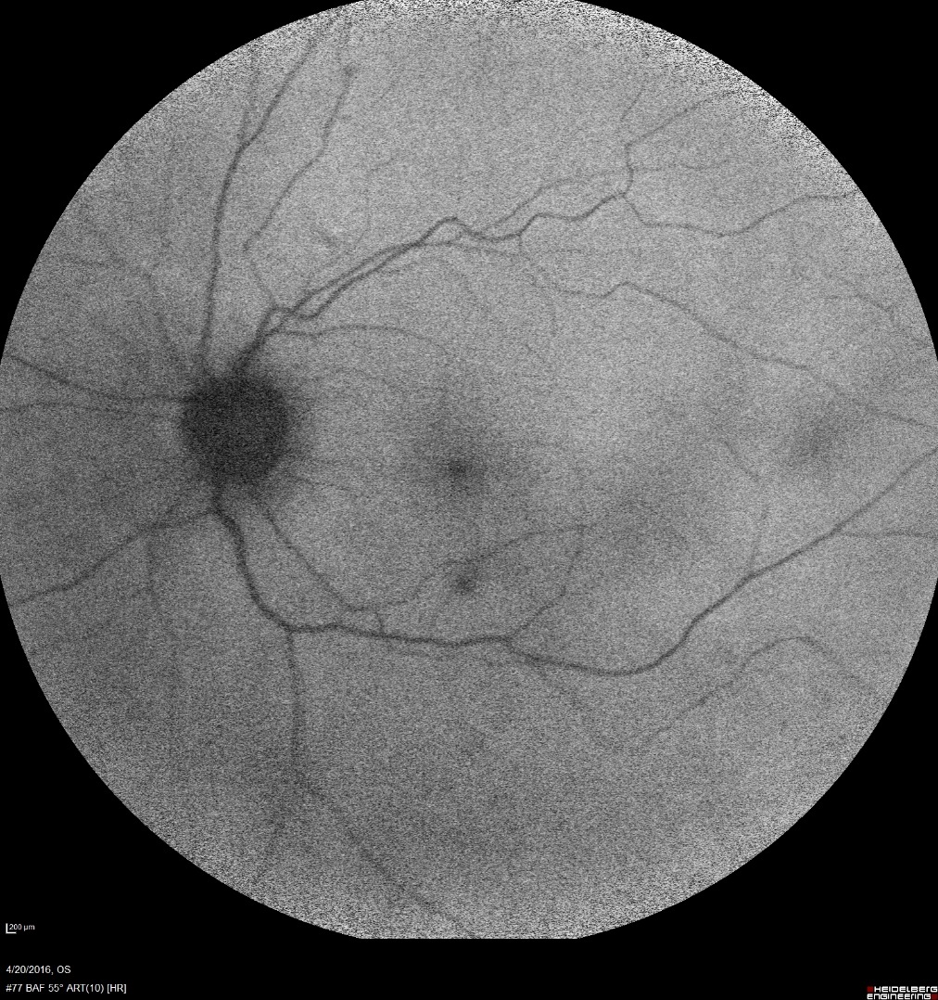 200 µm
4/20/2016, OS
#77 BAF 55° ART(10) [HR]
HEIDELBERG
ENGINEERING